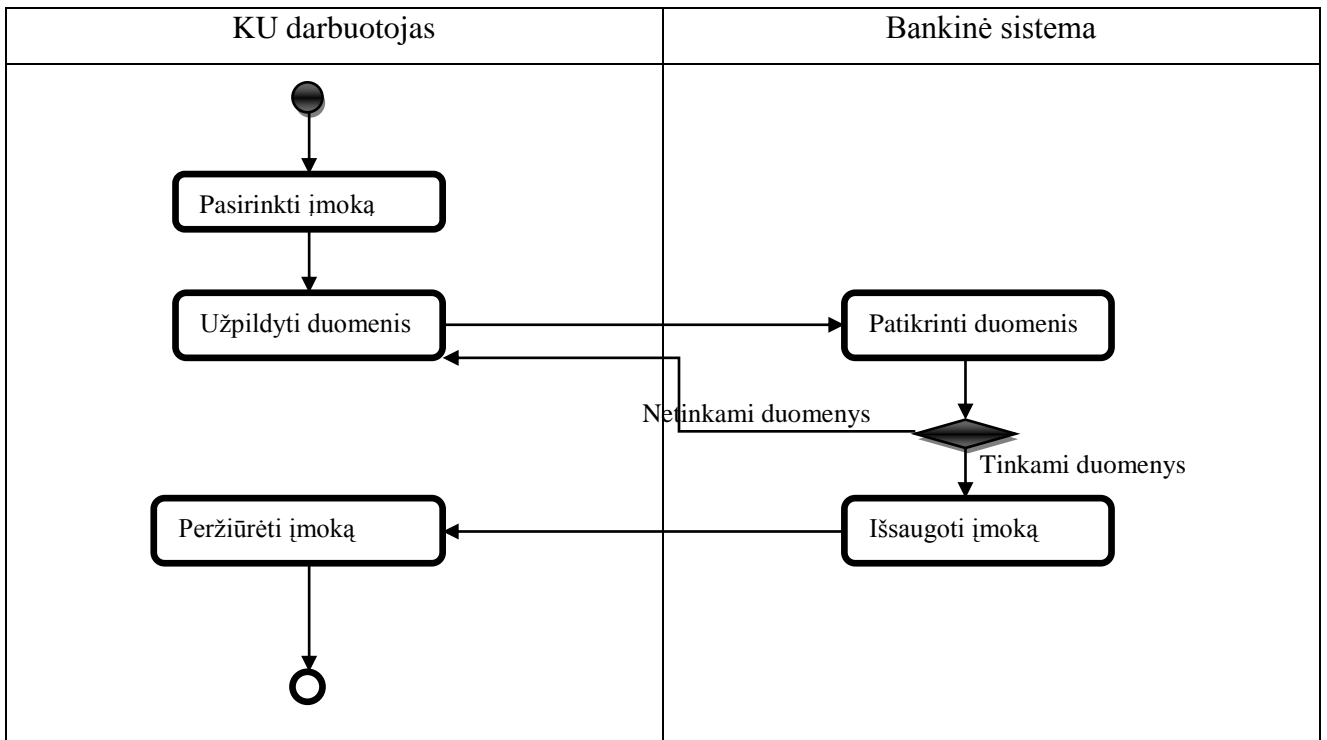 KU darbuotojas
Bankinė sistema
Pasirinkti įmoką
Užpildyti duomenis
Patikrinti duomenis
Netinkami duomenys
Tinkami duomenys
Peržiūrėti įmoką
Išsaugoti įmoką